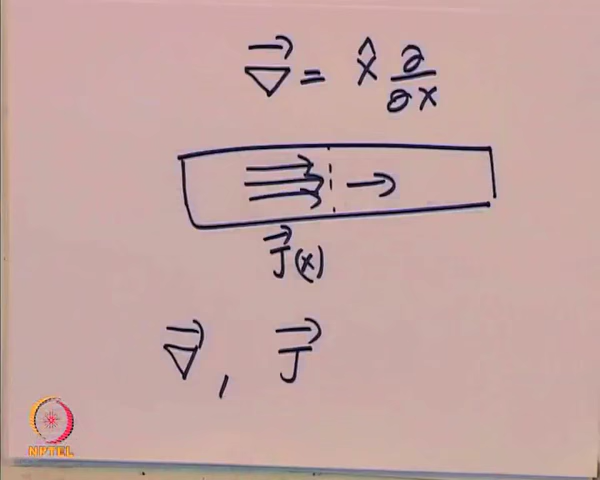 ∇⃗ = x̂ ∂/∂x
J⃗(x)
∇⃗ , J⃗
NPTEL